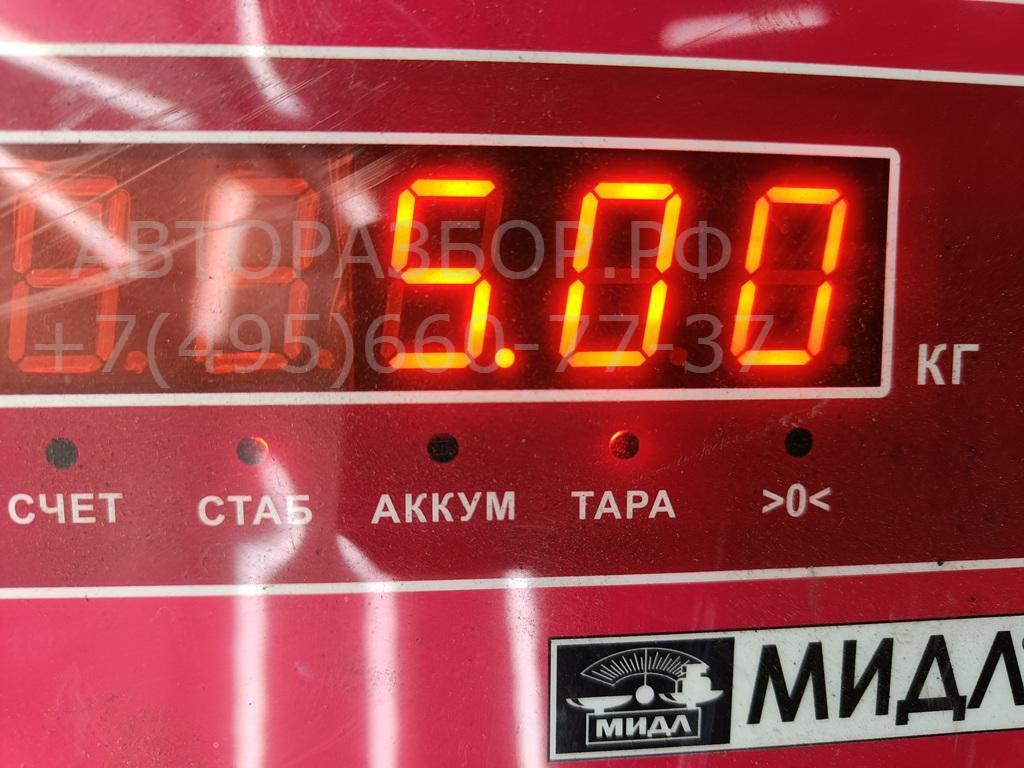 5.00
АВТОРАЗБОР.РФ
+7(495)660-77-37
КГ
СЧЕТ СТАБ АККУМ ТАРА >0<
МИДЛ
МИДЛ